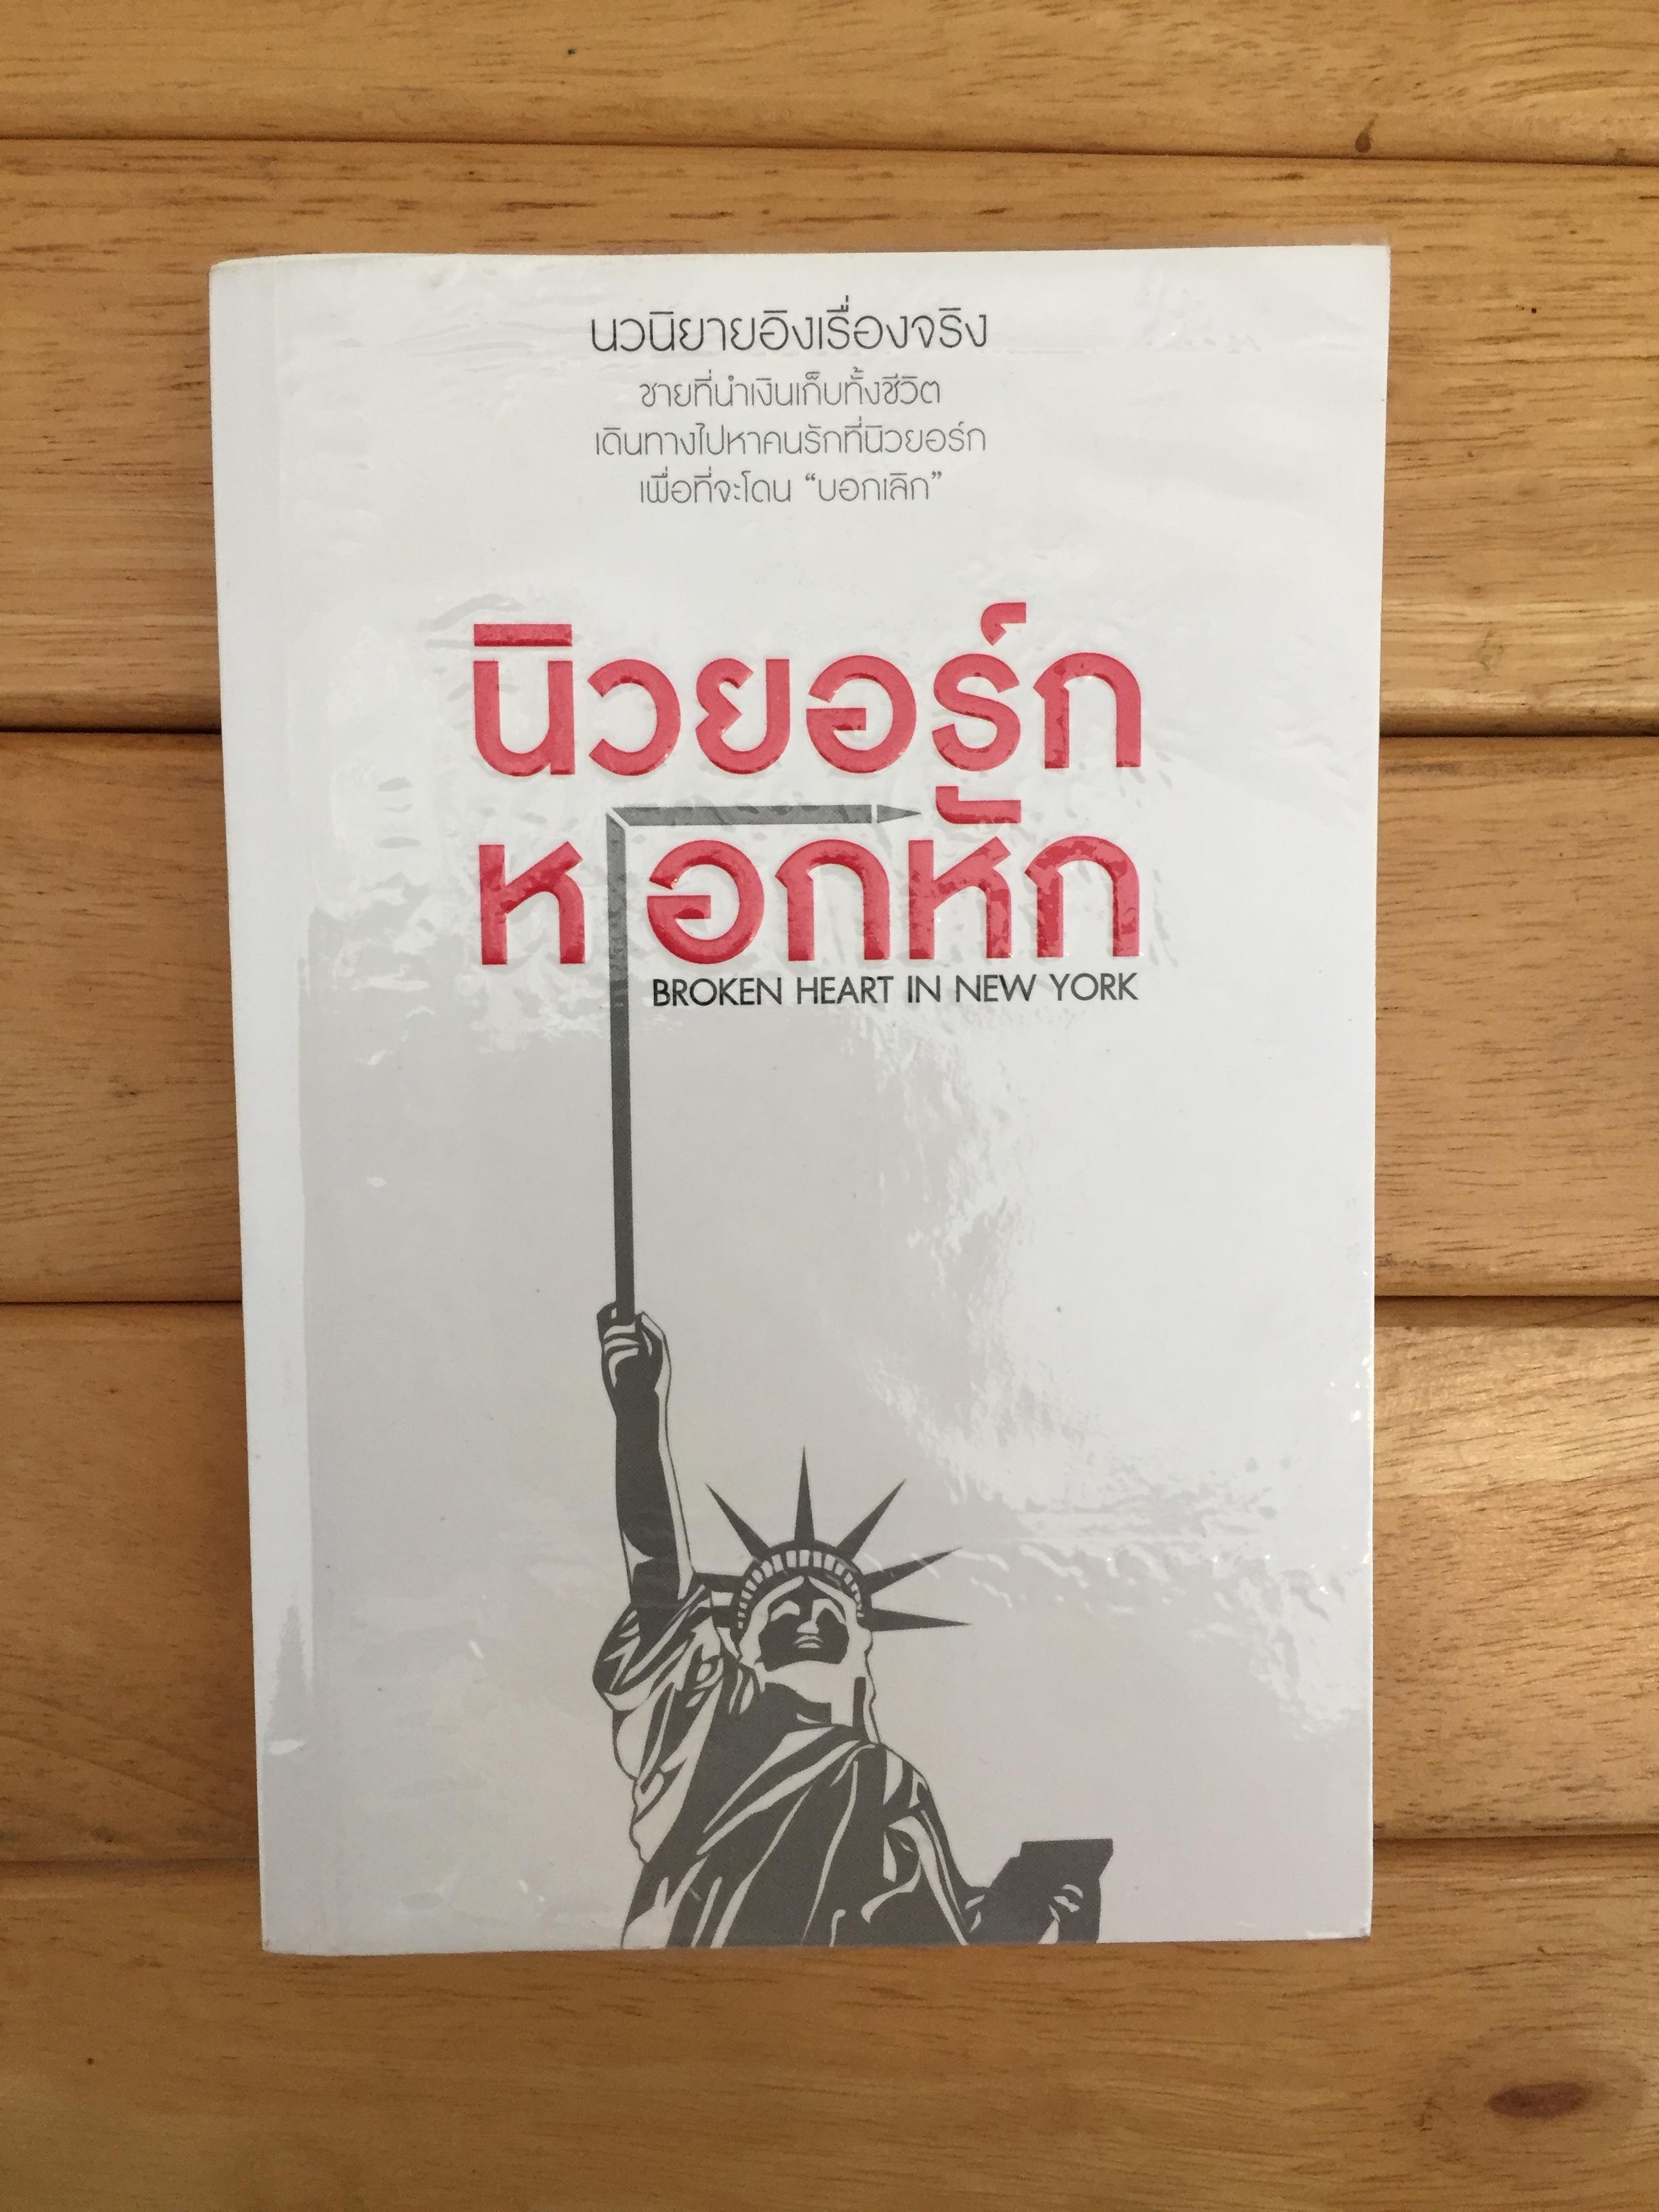 นวนิยายอิงเรื่องจริง
ชายที่นำเงินเก็บทั้งชีวิต
เดินทางไปหาคนรักที่นิวยอร์ก
เพื่อที่จะโดน “บอกเลิก”
นิวยอร์ก
หอกหัก
BROKEN HEART IN NEW YORK